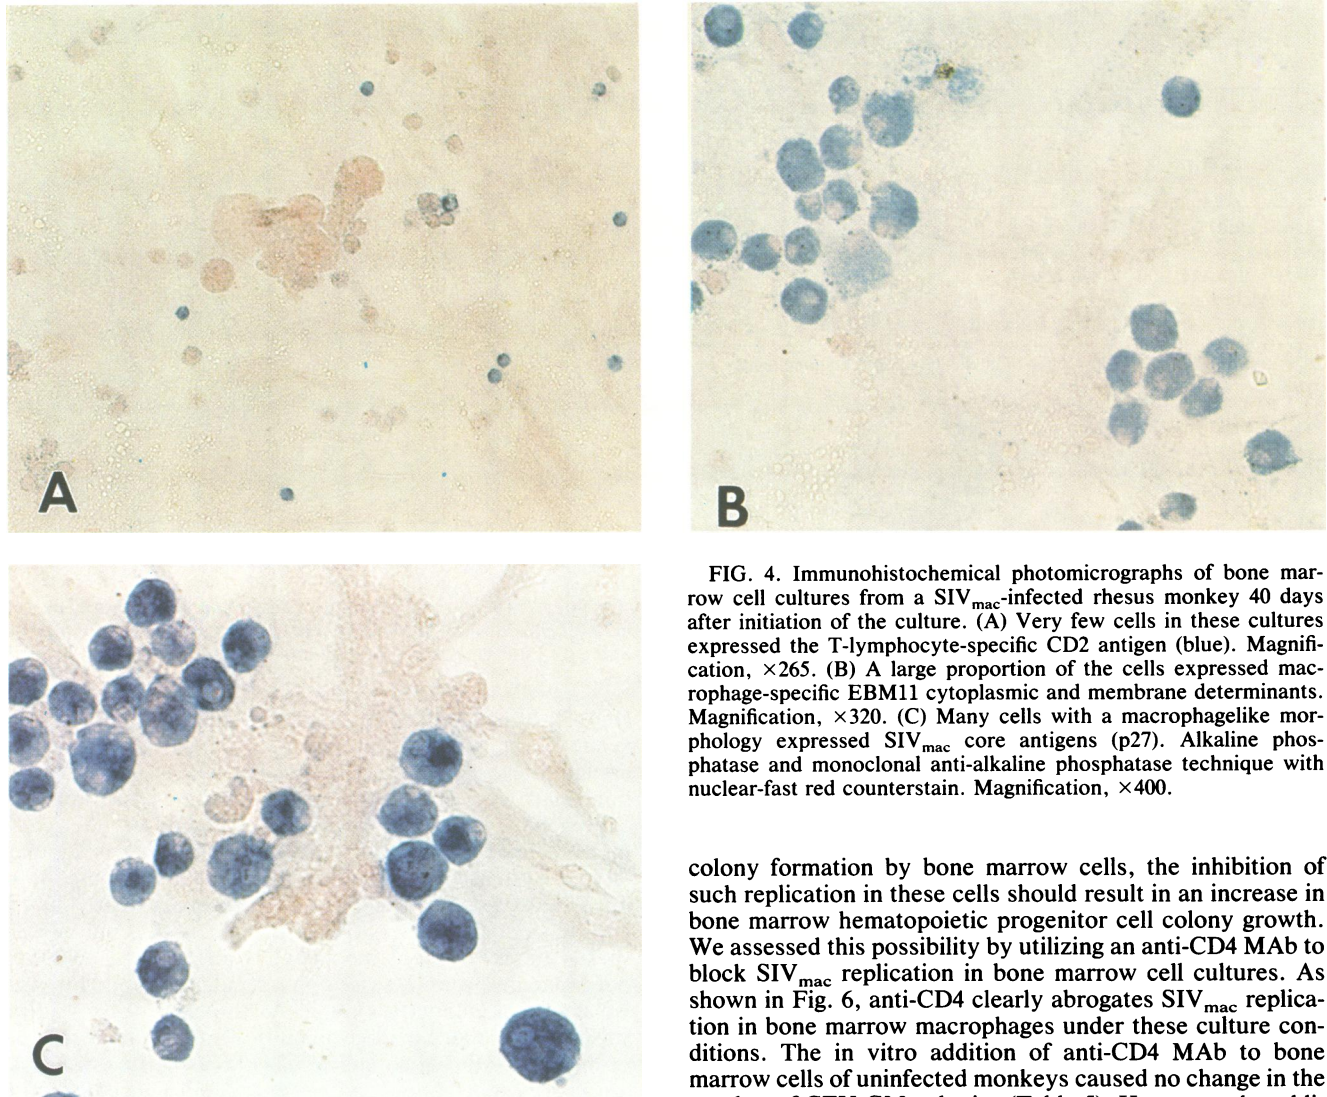 A
B
C
FIG. 4. Immunohistochemical photomicrographs of bone mar-
row cell cultures from a SIVmac-infected rhesus monkey 40 days
after initiation of the culture. (A) Very few cells in these cultures
expressed the T-lymphocyte-specific CD2 antigen (blue). Magnifi-
cation, ×265. (B) A large proportion of the cells expressed mac-
rophage-specific EBM11 cytoplasmic and membrane determinants.
Magnification, ×320. (C) Many cells with a macrophagelike mor-
phology expressed SIVmac core antigens (p27). Alkaline phos-
phatase and monoclonal anti-alkaline phosphatase technique with
nuclear-fast red counterstain. Magnification, ×400.
colony formation by bone marrow cells, the inhibition of
such replication in these cells should result in an increase in
bone marrow hematopoietic progenitor cell colony growth.
We assessed this possibility by utilizing an anti-CD4 MAb to
block SIVmac replication in bone marrow cell cultures. As
shown in Fig. 6, anti-CD4 clearly abrogates SIVmac replica-
tion in bone marrow macrophages under these culture con-
ditions. The in vitro addition of anti-CD4 MAb to bone
marrow cells of uninfected monkeys caused no change in the